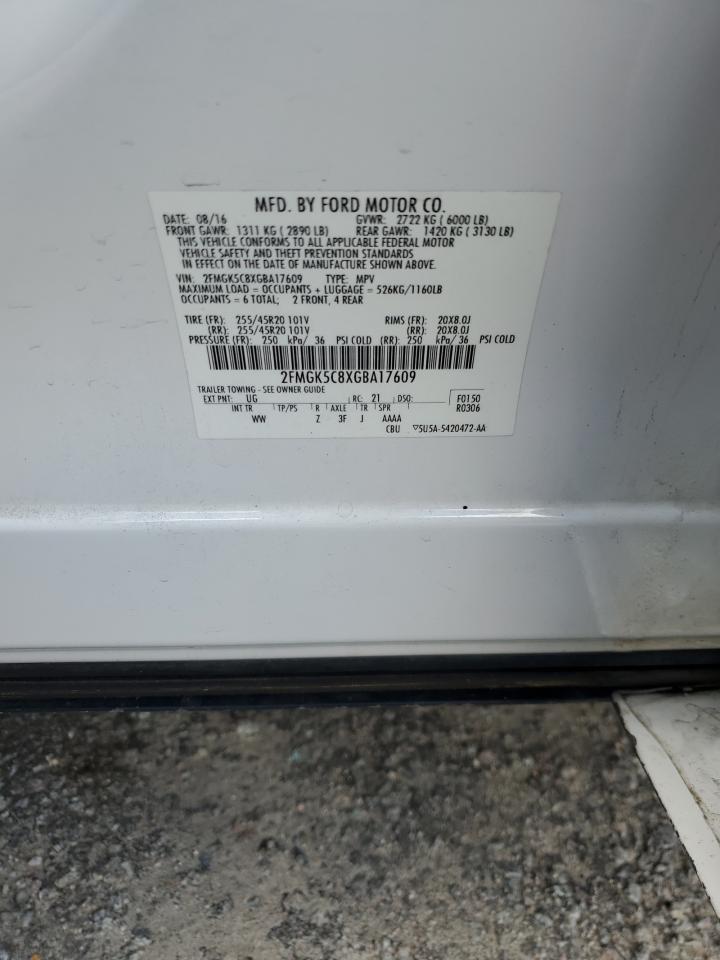 MFD. BY FORD MOTOR CO.
DATE: 08/16 GVWR: 2722 KG ( 6000 LB)
FRONT GAWR: 1311 KG ( 2890 LB) REAR GAWR: 1420 KG ( 3130 LB)
THIS VEHICLE CONFORMS TO ALL APPLICABLE FEDERAL MOTOR
VEHICLE SAFETY AND THEFT PREVENTION STANDARDS
IN EFFECT ON THE DATE OF MANUFACTURE SHOWN ABOVE.
VIN: 2FMGK5C8XGBA17609 TYPE: MPV
MAXIMUM LOAD = OCCUPANTS + LUGGAGE = 526KG/1160LB
OCCUPANTS = 6 TOTAL; 2 FRONT, 4 REAR
TIRE (FR): 255/45R20 101V RIMS (FR): 20X8.0J
(RR): 255/45R20 101V (RR): 20X8.0J
PRESSURE (FR): 250 kPa/ 36 PSI COLD (RR): 250 kPa/ 36 PSI COLD
2FMGK5C8XGBA17609
TRAILER TOWING - SEE OWNER GUIDE
EXT PNT: UG RC: 21 DSO: F0150
INT TR TP/PS R AXLE TR SPR R0306
WW Z 3F J AAAA
CBU ▽5U5A-5420472-AA